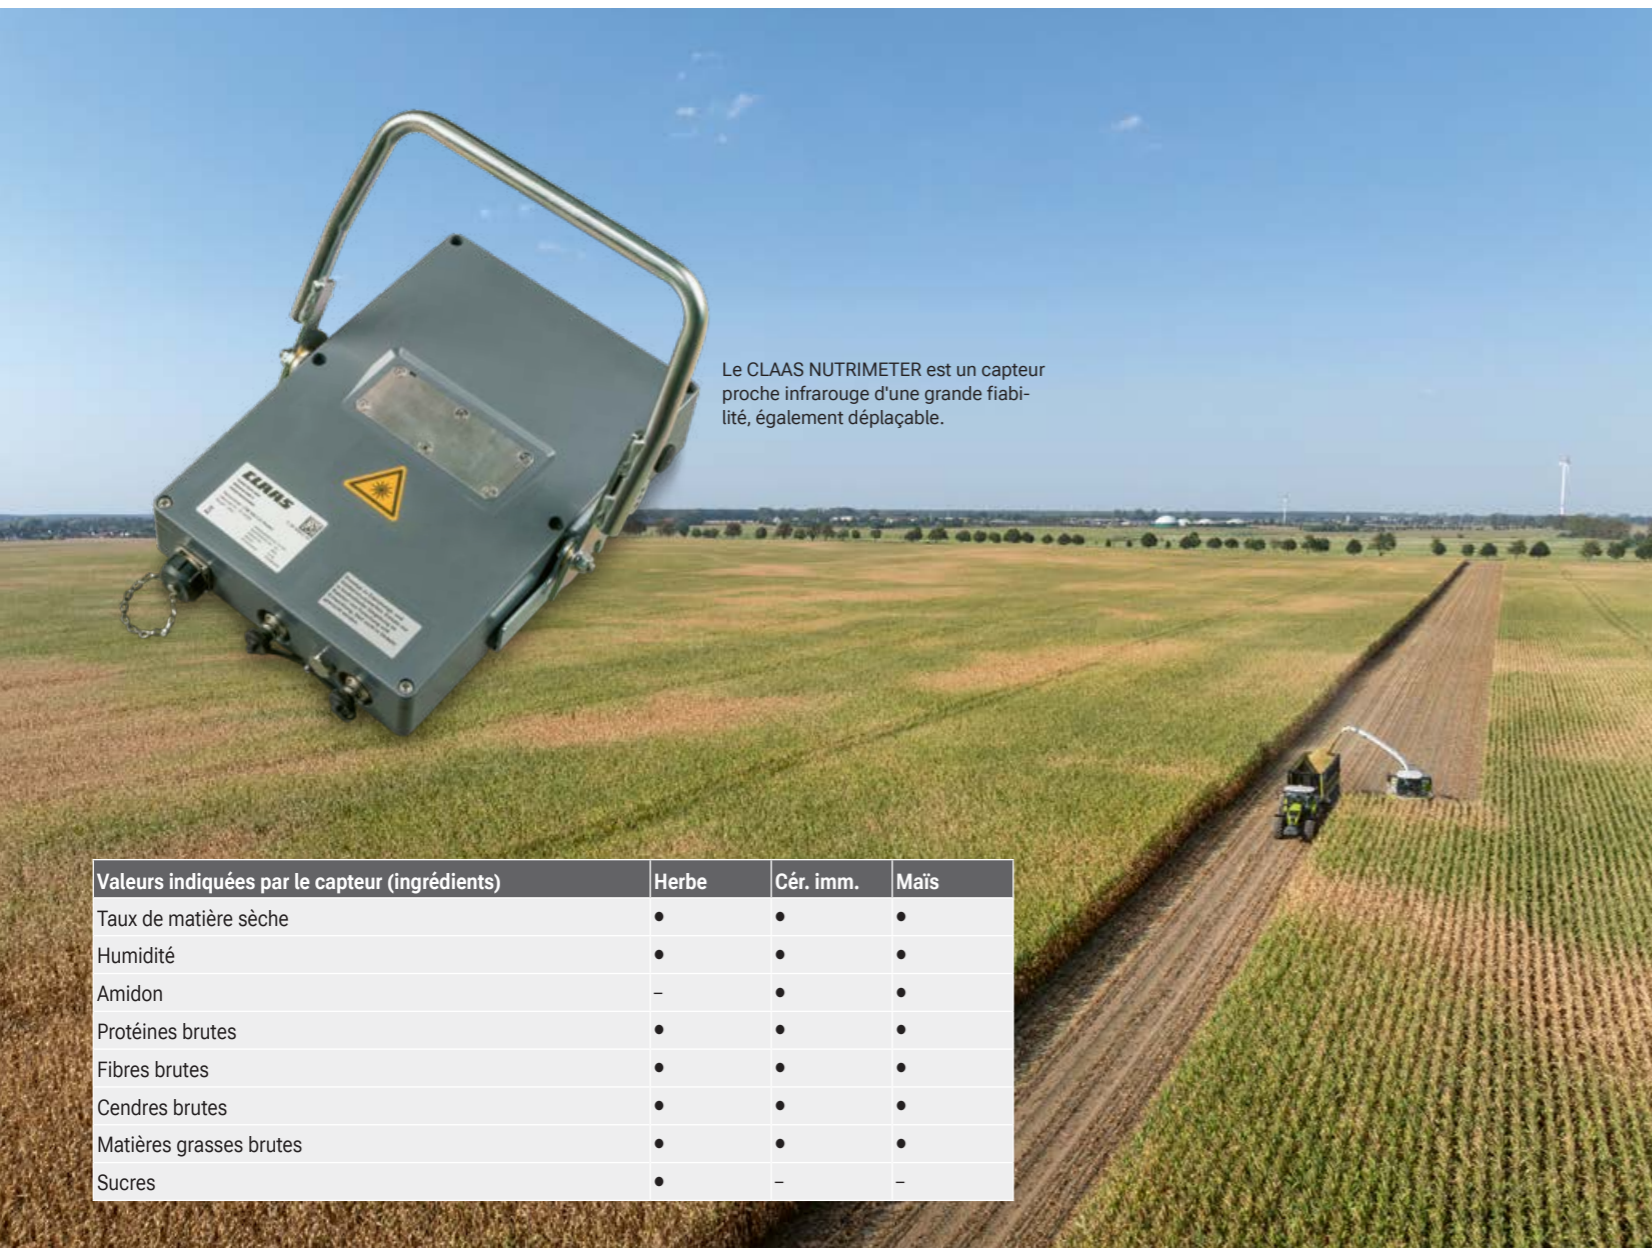 Le CLAAS NUTRIMETER est un capteur
proche infrarouge d'une grande fiabi-
lité, également déplaçable.
CLAAS
Valeurs indiquées par le capteur (ingrédients) Herbe Cér. imm. Maïs
Taux de matière sèche ● ● ●
Humidité ● ● ●
Amidon – ● ●
Protéines brutes ● ● ●
Fibres brutes ● ● ●
Cendres brutes ● ● ●
Matières grasses brutes ● ● ●
Sucres ● – –